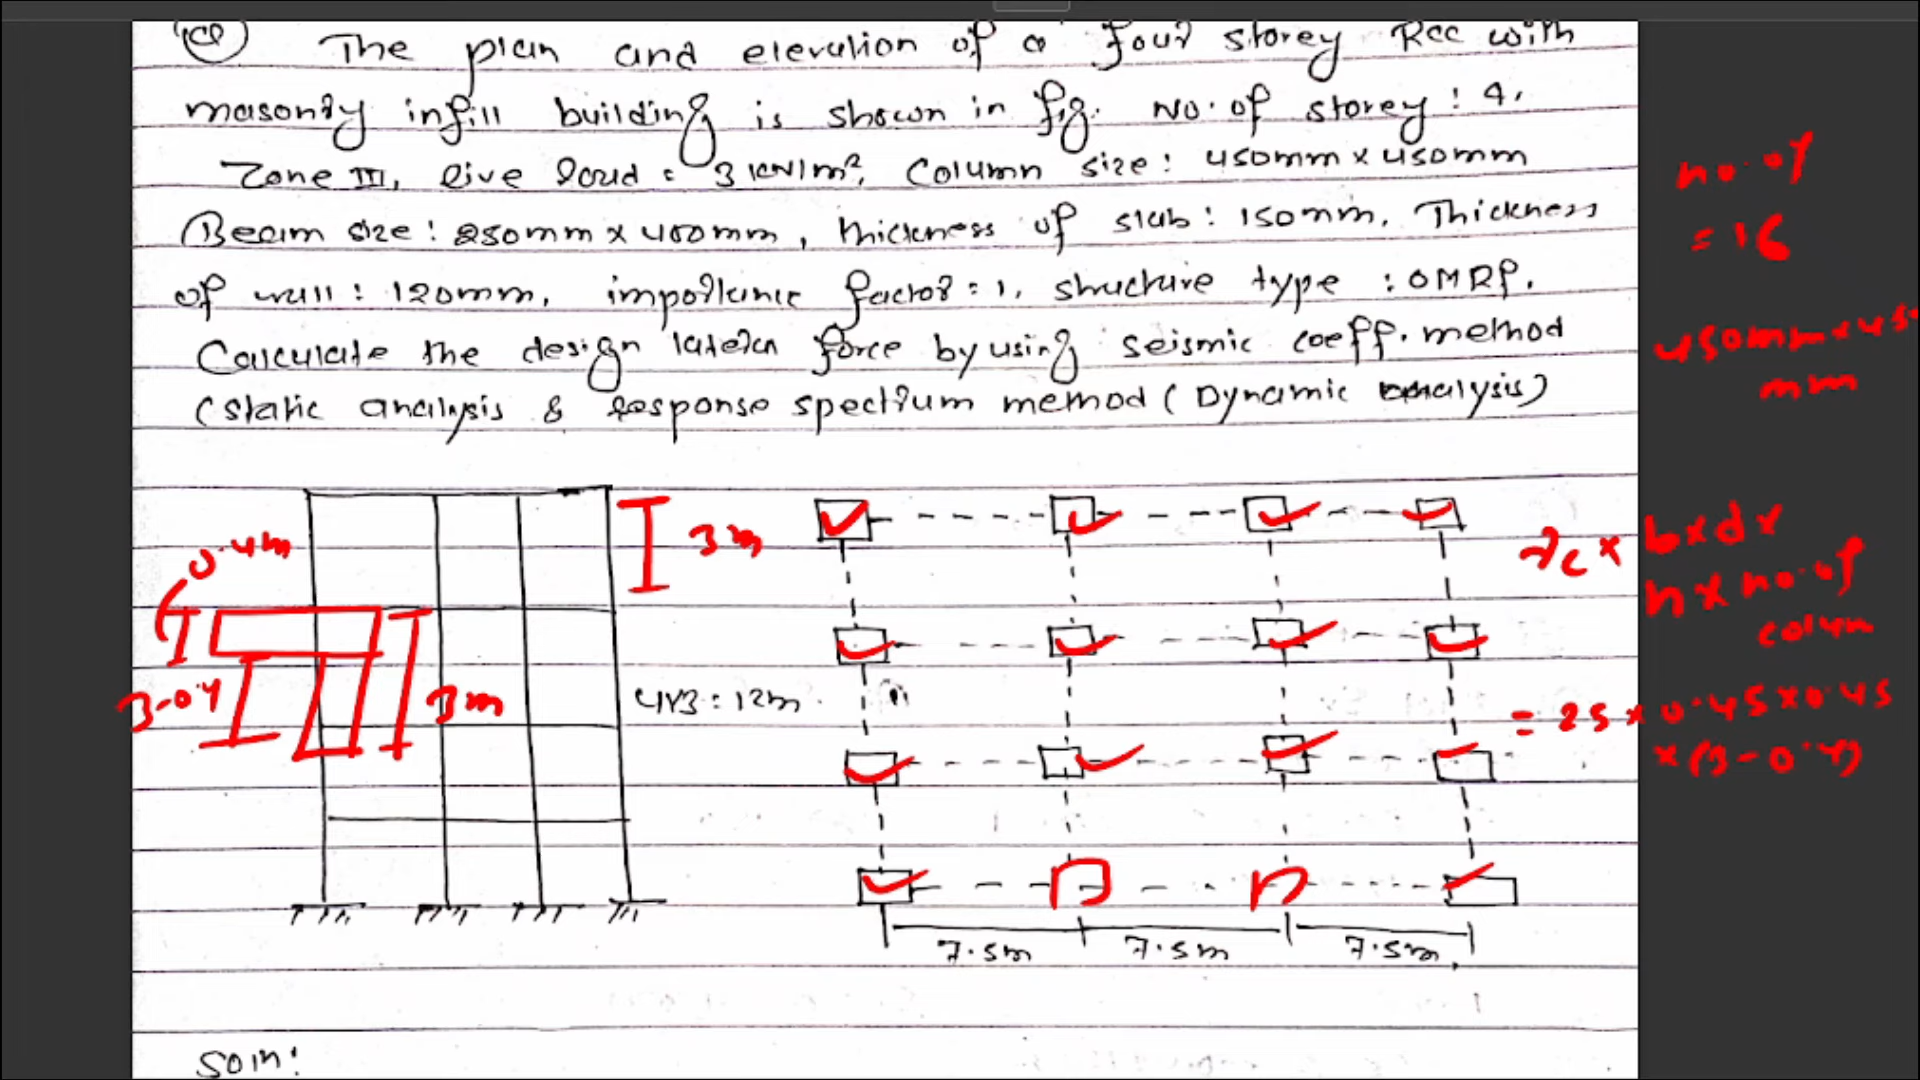 Q The plan and elevation of a four storey RCC with
masonry infill building is shown in fig. No. of storey : 4,
Zone III, live load = 3 kN/m², Column size : 450mm x 450mm
Beam size : 250mm x 400mm, thickness of slab : 150mm, Thickness
of wall : 120mm, importance factor = 1, structure type : OMRF.
Calculate the design lateral force by using seismic coeff. method
(static analysis & response spectrum method (Dynamic analysis)
no. of
= 16
450mm x 450
mm
0.4m
3m
3-0.4
3m
4x3 = 12m
7.5m 7.5m 7.5m
γc x b x d x
h x no. of
column
= 25 x 0.45 x 0.45
x (3-0.4)
Soln: